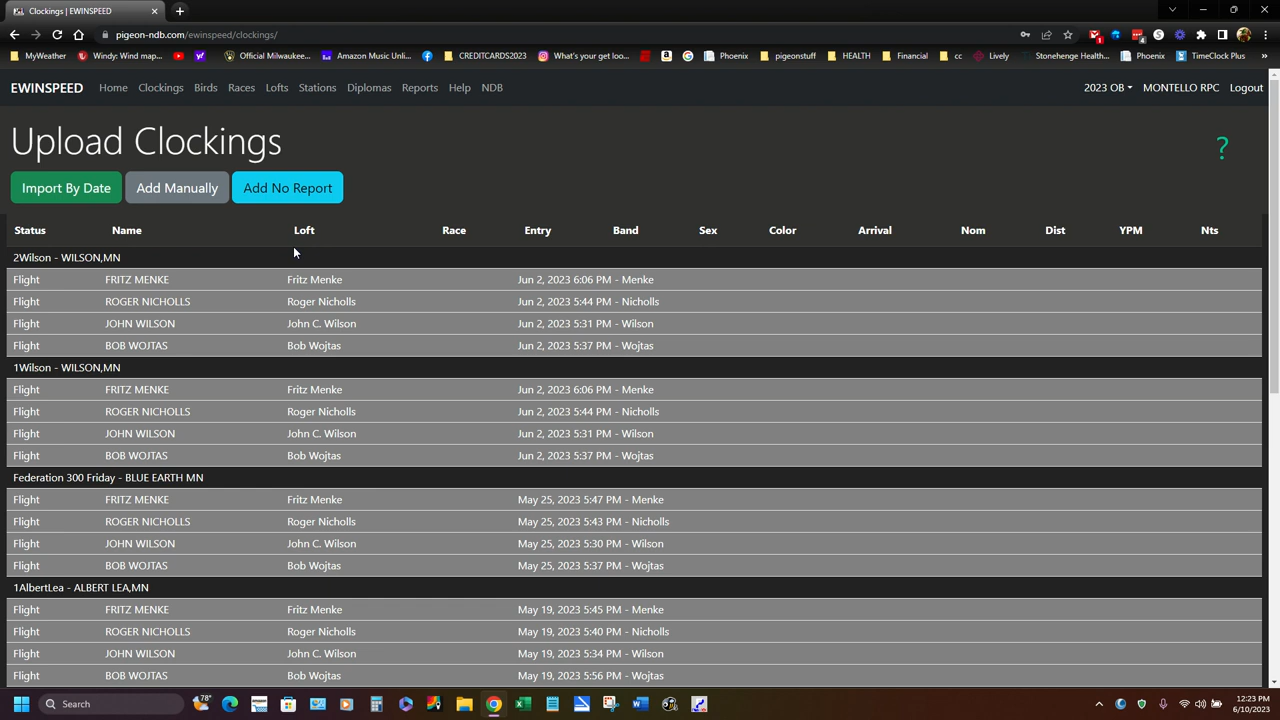 Clockings | EWINSPEED
pigeon-ndb.com/ewinspeed/clockings/
MyWeather Windy: Wind map... Official Milwaukee... Amazon Music Unli... CREDITCARDS2023 What's your get loo... Phoenix pigeonstuff HEALTH Financial cc Lively Stonehenge Health... Phoenix TimeClock Plus »
EWINSPEED Home Clockings Birds Races Lofts Stations Diplomas Reports Help NDB 2023 OB MONTELLO RPC Logout
Upload Clockings ?
Import By Date Add Manually Add No Report
Status Name Loft Race Entry Band Sex Color Arrival Nom Dist YPM Nts
2Wilson - WILSON,MN
Flight FRITZ MENKE Fritz Menke Jun 2, 2023 6:06 PM - Menke
Flight ROGER NICHOLLS Roger Nicholls Jun 2, 2023 5:44 PM - Nicholls
Flight JOHN WILSON John C. Wilson Jun 2, 2023 5:31 PM - Wilson
Flight BOB WOJTAS Bob Wojtas Jun 2, 2023 5:37 PM - Wojtas
1Wilson - WILSON,MN
Flight FRITZ MENKE Fritz Menke Jun 2, 2023 6:06 PM - Menke
Flight ROGER NICHOLLS Roger Nicholls Jun 2, 2023 5:44 PM - Nicholls
Flight JOHN WILSON John C. Wilson Jun 2, 2023 5:31 PM - Wilson
Flight BOB WOJTAS Bob Wojtas Jun 2, 2023 5:37 PM - Wojtas
Federation 300 Friday - BLUE EARTH MN
Flight FRITZ MENKE Fritz Menke May 25, 2023 5:47 PM - Menke
Flight ROGER NICHOLLS Roger Nicholls May 25, 2023 5:43 PM - Nicholls
Flight JOHN WILSON John C. Wilson May 25, 2023 5:30 PM - Wilson
Flight BOB WOJTAS Bob Wojtas May 25, 2023 5:37 PM - Wojtas
1AlbertLea - ALBERT LEA,MN
Flight FRITZ MENKE Fritz Menke May 19, 2023 5:45 PM - Menke
Flight ROGER NICHOLLS Roger Nicholls May 19, 2023 5:40 PM - Nicholls
Flight JOHN WILSON John C. Wilson May 19, 2023 5:34 PM - Wilson
Flight BOB WOJTAS Bob Wojtas May 19, 2023 5:56 PM - Wojtas
Search 78° 12:23 PM
6/10/2023